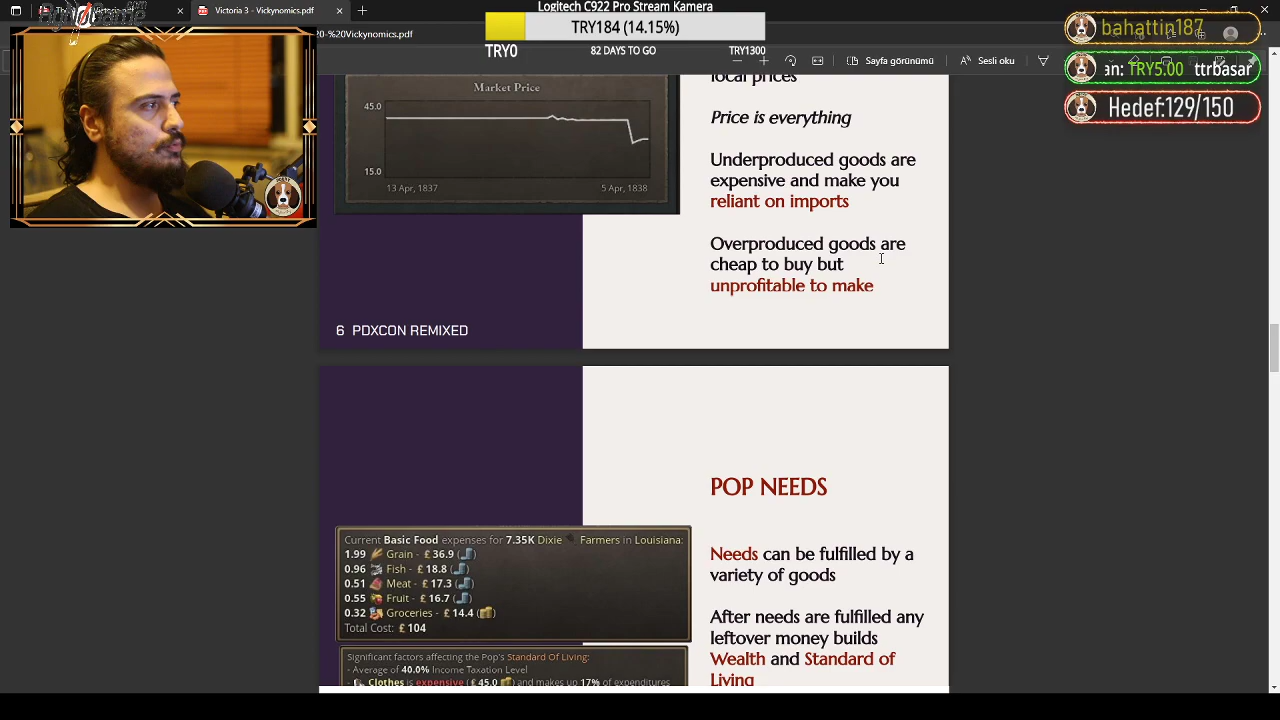 Logitech C922 Pro Stream Kamera
Victoria 3 - Vickynomics.pdf
TRY184 (14.15%)
TRY0
82 DAYS TO GO
TRY1300
20-%20Vickynomics.pdf
Sayfa görünümü
Sesli oku
bahattin187
an: TRY5.00 ttrbasar
Hedef:129/150
Market Price
45.0
15.0
13 Apr, 1837
5 Apr, 1838
local prices
Price is everything
Underproduced goods are
expensive and make you
reliant on imports
Overproduced goods are
cheap to buy but
unprofitable to make
6 PDXCON REMIXED
POP NEEDS
Needs can be fulfilled by a
variety of goods
After needs are fulfilled any
leftover money builds
Wealth and Standard of
Living
Current Basic Food expenses for 7.35K Dixie Farmers in Louisiana:
1.99 Grain - £ 36.9 ( )
0.96 Fish - £ 18.8 ( )
0.51 Meat - £ 17.3 ( )
0.55 Fruit - £ 16.7 ( )
0.32 Groceries - £ 14.4 ( )
Total Cost: £ 104
Significant factors affecting the Pop's Standard Of Living:
- Average of 40.0% Income Taxation Level
- Clothes is expensive (£ 45.0 ) and makes up 17% of expenditures